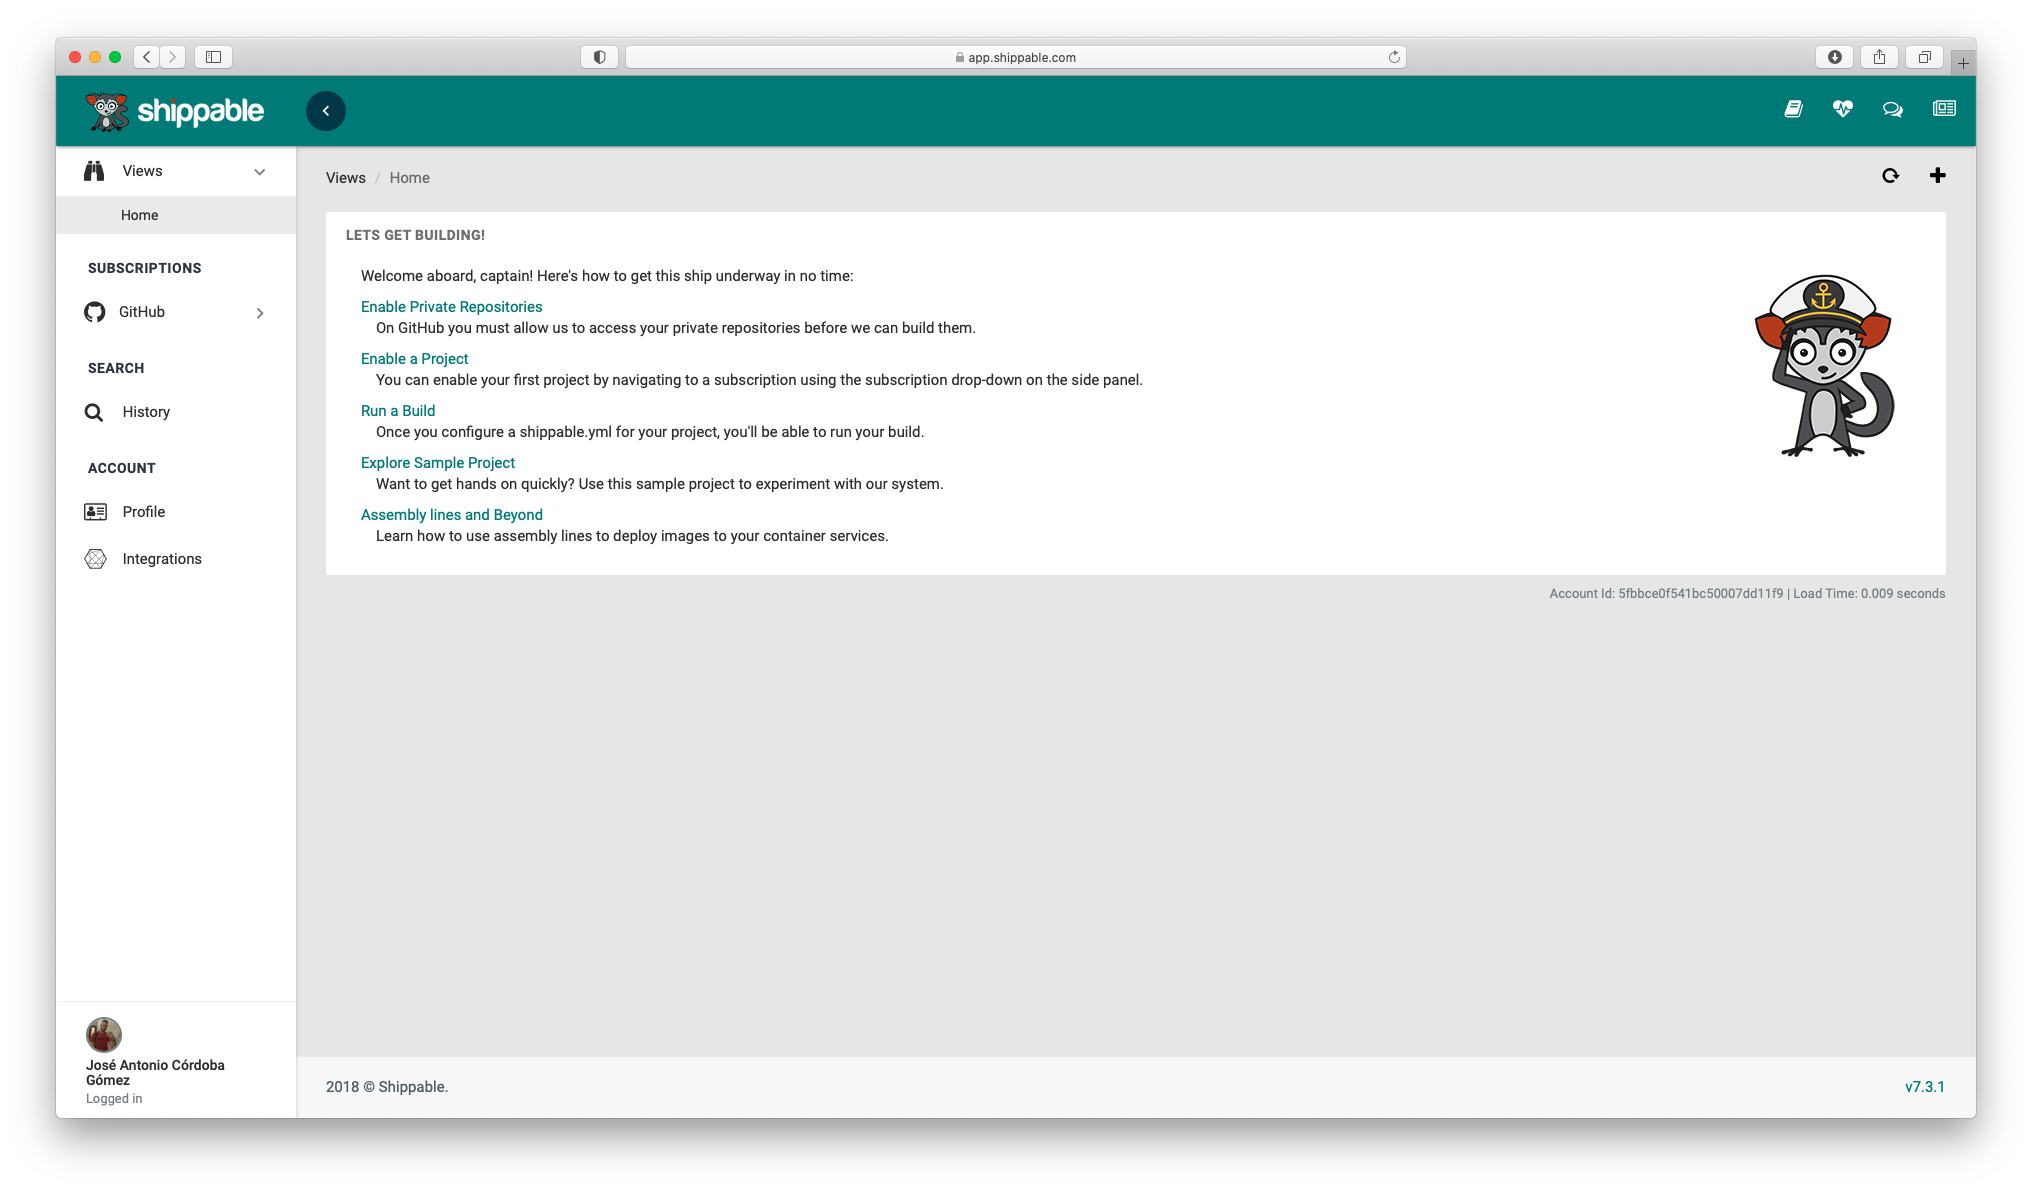 app.shippable.com
shippable
Views
Home
SUBSCRIPTIONS
GitHub
SEARCH
History
ACCOUNT
Profile
Integrations
José Antonio Córdoba
Gómez
Logged in
Views / Home
LETS GET BUILDING!
Welcome aboard, captain! Here's how to get this ship underway in no time:
Enable Private Repositories
On GitHub you must allow us to access your private repositories before we can build them.
Enable a Project
You can enable your first project by navigating to a subscription using the subscription drop-down on the side panel.
Run a Build
Once you configure a shippable.yml for your project, you'll be able to run your build.
Explore Sample Project
Want to get hands on quickly? Use this sample project to experiment with our system.
Assembly lines and Beyond
Learn how to use assembly lines to deploy images to your container services.
Account Id: 5fbbce0f541bc50007dd11f9 | Load Time: 0.009 seconds
2018 © Shippable.
v7.3.1